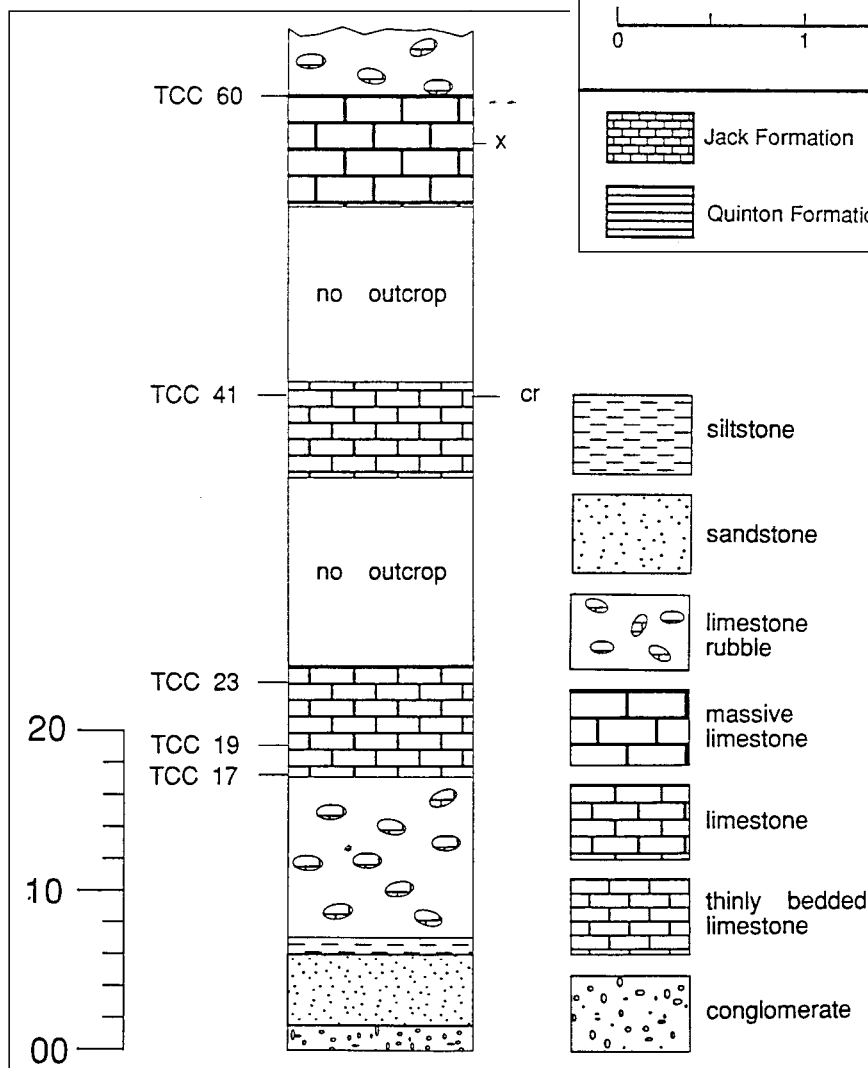 0 1
Jack Formation
Quinton Formatio
TCC 60
x
no outcrop
TCC 41
cr
no outcrop
TCC 23
TCC 19
TCC 17
20
10
00
siltstone
sandstone
limestone
rubble
massive
limestone
limestone
thinly bedded
limestone
conglomerate